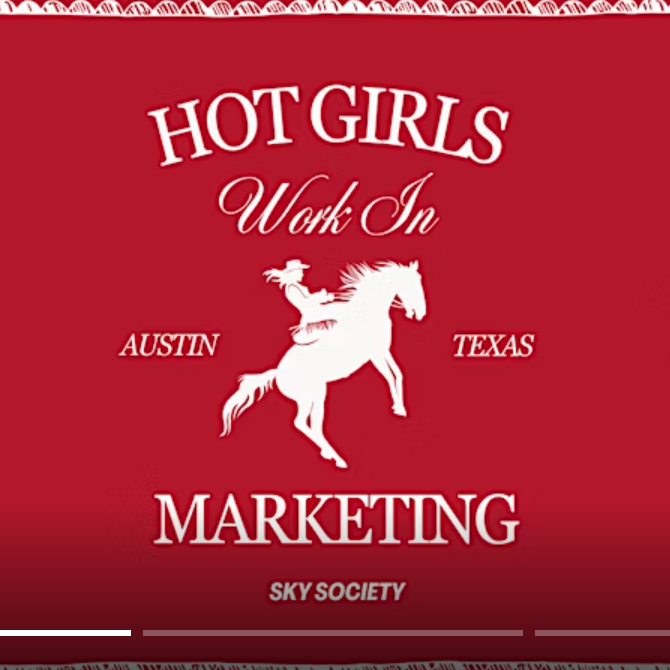 HOT GIRLS
Work In
AUSTIN TEXAS
MARKETING
SKY SOCIETY